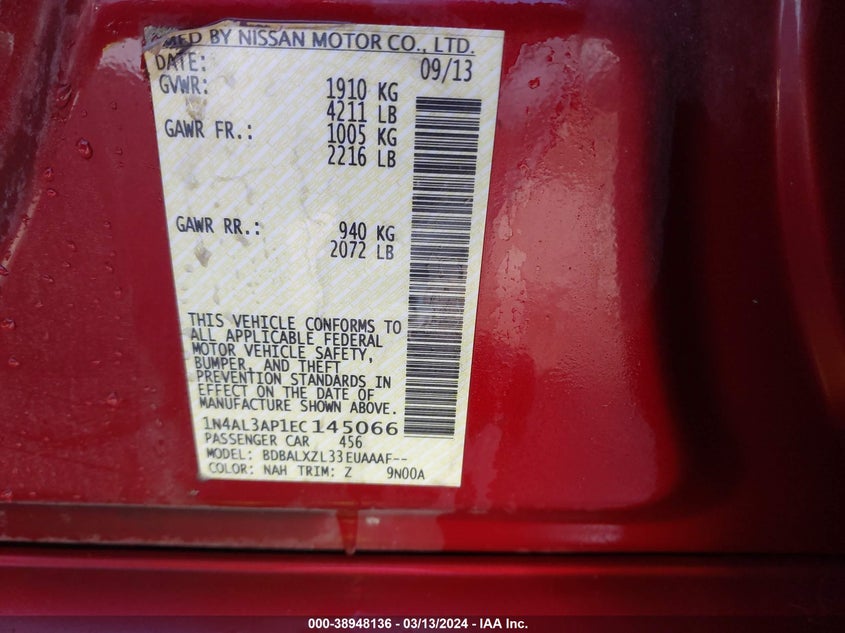 MFD BY NISSAN MOTOR CO., LTD.
DATE: 09/13
GVWR: 1910 KG
4211 LB
GAWR FR.: 1005 KG
2216 LB
GAWR RR.: 940 KG
2072 LB
THIS VEHICLE CONFORMS TO
ALL APPLICABLE FEDERAL
MOTOR VEHICLE SAFETY,
BUMPER, AND THEFT
PREVENTION STANDARDS IN
EFFECT ON THE DATE OF
MANUFACTURE SHOWN ABOVE.
1N4AL3AP1EC145066
PASSENGER CAR 456
MODEL: BDBALXZL33EUAAAF--
COLOR: NAH TRIM: Z 9N00A
000-38948136 - 03/13/2024 - IAA Inc.